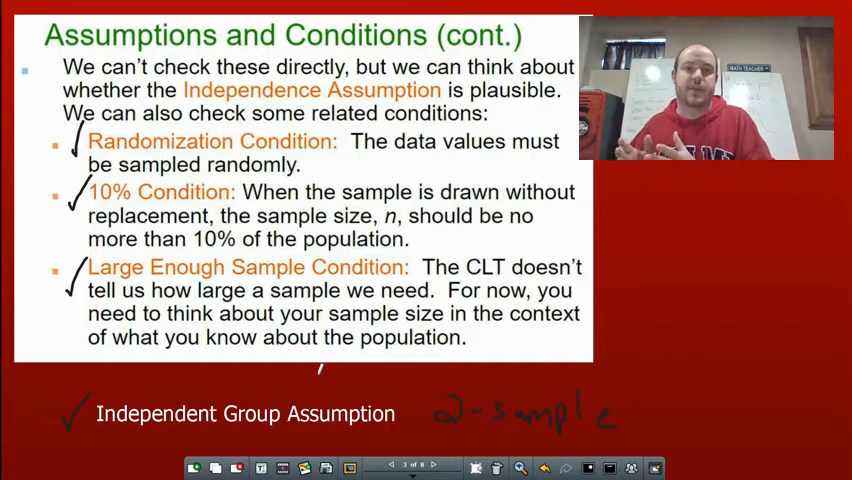 Assumptions and Conditions (cont.)
We can't check these directly, but we can think about
whether the Independence Assumption is plausible.
We can also check some related conditions:
Randomization Condition: The data values must
be sampled randomly.
10% Condition: When the sample is drawn without
replacement, the sample size, n, should be no
more than 10% of the population.
Large Enough Sample Condition: The CLT doesn't
tell us how large a sample we need. For now, you
need to think about your sample size in the context
of what you know about the population.
Independent Group Assumption 2-sample
MATH TEACHER
3 of 8